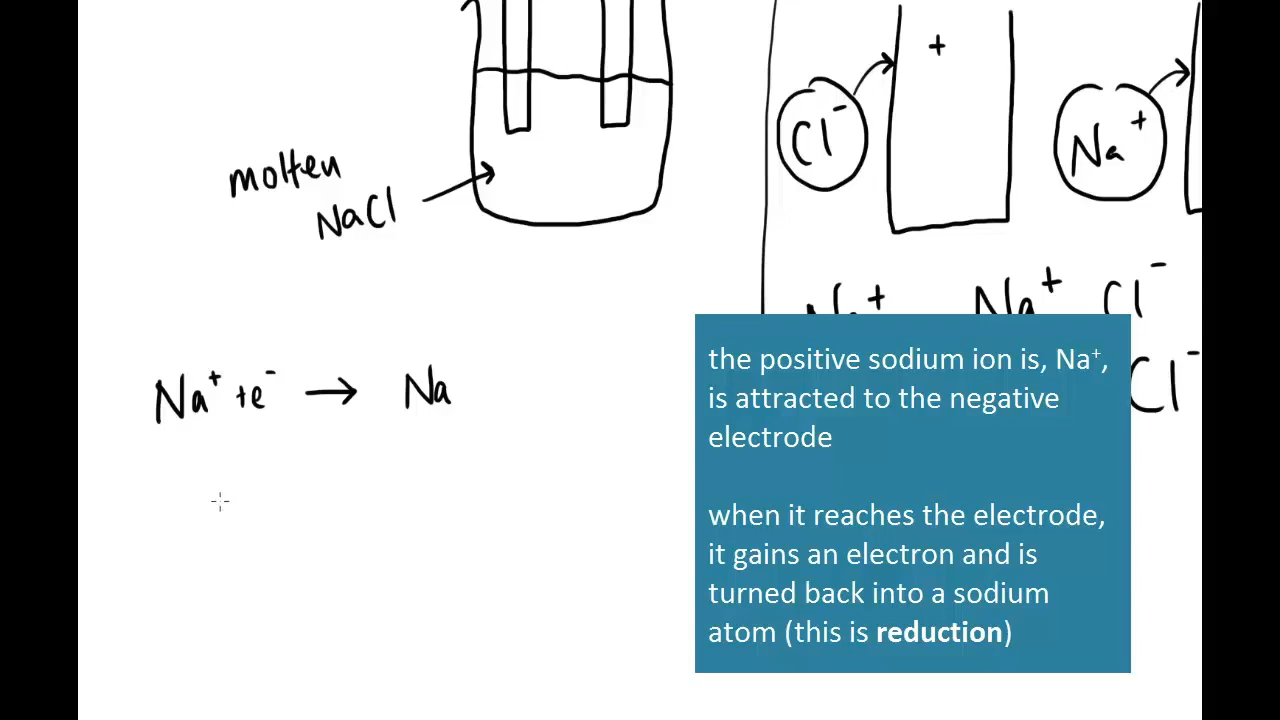 +
Cl⁻
Na⁺
molten
NaCl
Na⁺ Cl⁻
Cl⁻
Na⁺ +e⁻ → Na
the positive sodium ion is, Na⁺,
is attracted to the negative
electrode
when it reaches the electrode,
it gains an electron and is
turned back into a sodium
atom (this is reduction)